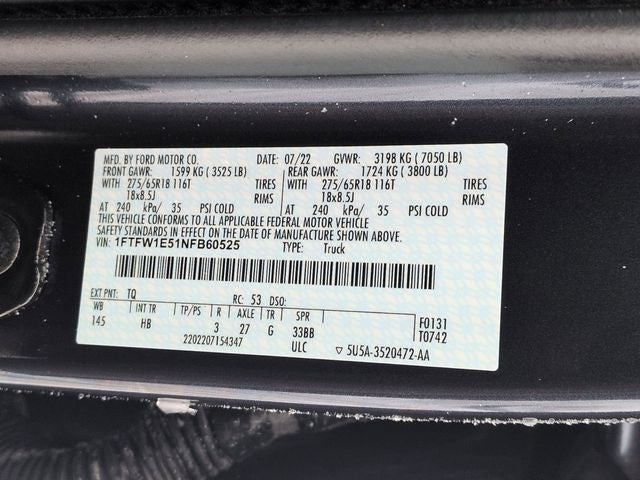 MFD. BY FORD MOTOR CO. DATE: 07/22 GVWR: 3198 KG ( 7050 LB)
FRONT GAWR: 1599 KG ( 3525 LB) REAR GAWR: 1724 KG ( 3800 LB)
WITH 275/65R18 116T TIRES WITH 275/65R18 116T TIRES
18x8.5J RIMS 18x8.5J RIMS
AT 240 kPa/ 35 PSI COLD AT 240 kPa/ 35 PSI COLD
THIS VEHICLE CONFORMS TO ALL APPLICABLE FEDERAL MOTOR VEHICLE
SAFETY STANDARDS IN EFFECT ON THE DATE OF MANUFACTURE SHOWN ABOVE.
VIN: 1FTFW1E51NFB60525 TYPE: Truck
EXT PNT: TQ RC: 53 DSO:
WB INT TR TP/PS R AXLE TR SPR F0131
145 HB 3 27 G 33BB T0742
2202207154347 ULC ▽ 5U5A-3520472-AA